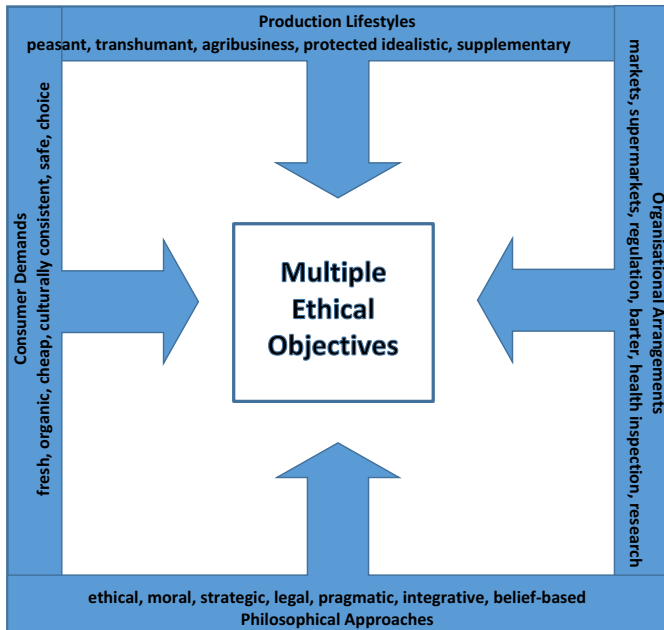 Production Lifestyles
peasant, transhumant, agribusiness, protected idealistic, supplementary
Consumer Demands
fresh, organic, cheap, culturally consistent, safe, choice
Multiple
Ethical
Objectives
Organisational Arrangements
markets, supermarkets, regulation, barter, health inspection, research
ethical, moral, strategic, legal, pragmatic, integrative, belief-based
Philosophical Approaches